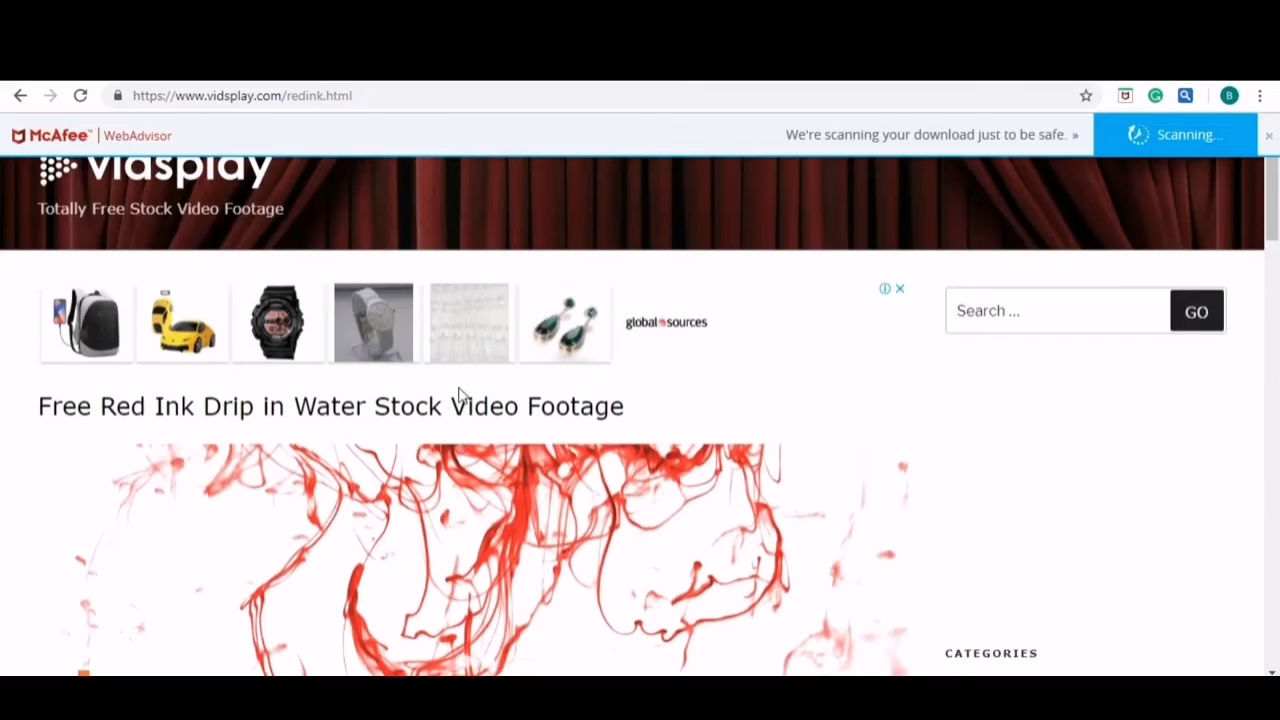 https://www.vidsplay.com/redink.html
B
McAfee™ | WebAdvisor
We're scanning your download just to be safe. »
Scanning...
vidsplay
Totally Free Stock Video Footage
global sources
Search ...
GO
Free Red Ink Drip in Water Stock Video Footage
CATEGORIES